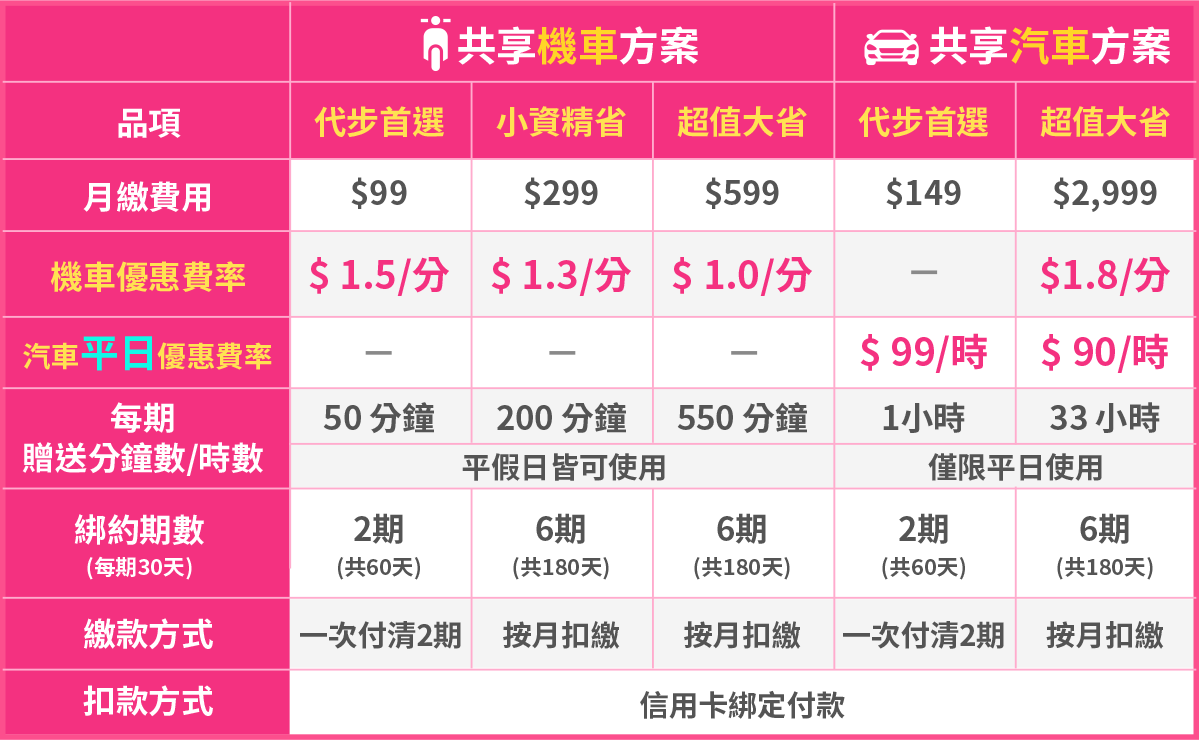 共享機車方案 共享汽車方案
品項 代步首選 小資精省 超值大省 代步首選 超值大省
月繳費用 $99 $299 $599 $149 $2,999
機車優惠費率 $ 1.5/分 $ 1.3/分 $ 1.0/分 — $1.8/分
汽車平日優惠費率 — — — $ 99/時 $ 90/時
每期
贈送分鐘數/時數 50 分鐘 200 分鐘 550 分鐘 1小時 33 小時
平假日皆可使用 僅限平日使用
綁約期數 2期 6期 6期 2期 6期
(每期30天) (共60天) (共180天) (共180天) (共60天) (共180天)
繳款方式 一次付清2期 按月扣繳 按月扣繳 一次付清2期 按月扣繳
扣款方式 信用卡綁定付款